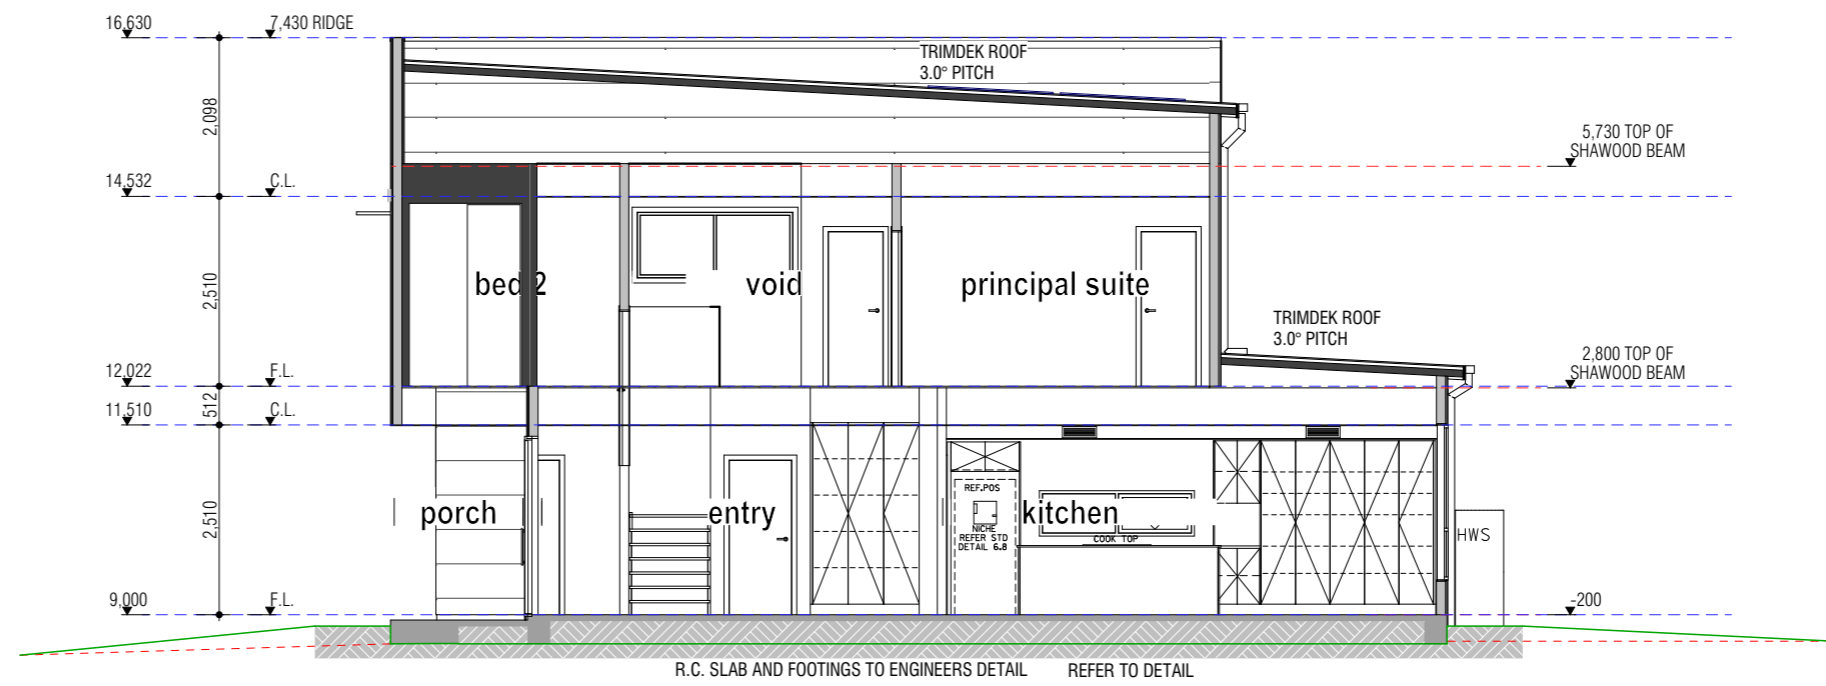 16,630
7,430 RIDGE
TRIMDEK ROOF
3.0° PITCH
2,098
5,730 TOP OF
SHAWOOD BEAM
14,532
C.L.
bed 2
void
principal suite
2,510
TRIMDEK ROOF
3.0° PITCH
2,800 TOP OF
SHAWOOD BEAM
12,022
F.L.
512
11,510
C.L.
REF.POS
porch
entry
kitchen
2,510
NICHE
REFER STD
DETAIL 6.8
COOK TOP
HWS
9,000
F.L.
-200
R.C. SLAB AND FOOTINGS TO ENGINEERS DETAIL
REFER TO DETAIL